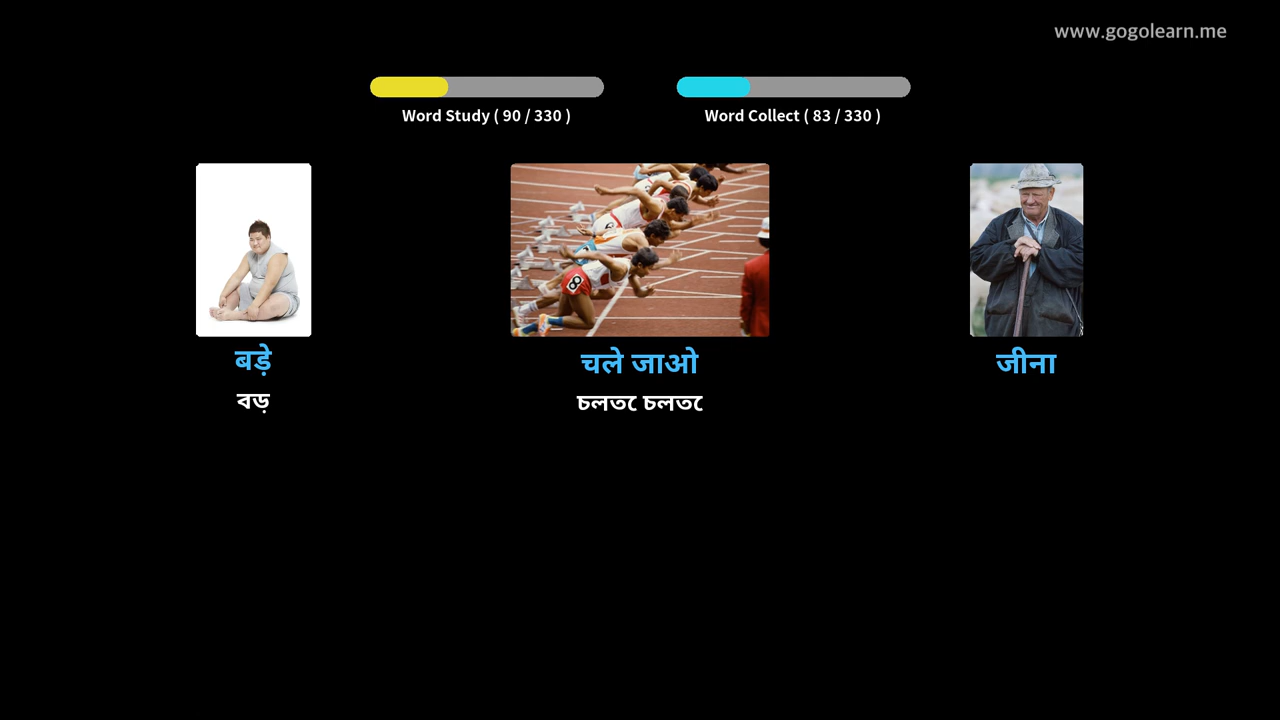 www.gogolearn.me
Word Study ( 90 / 330 )
Word Collect ( 83 / 330 )
बड़े
चले जाओ
जीना
বড়
চলতে চলতে